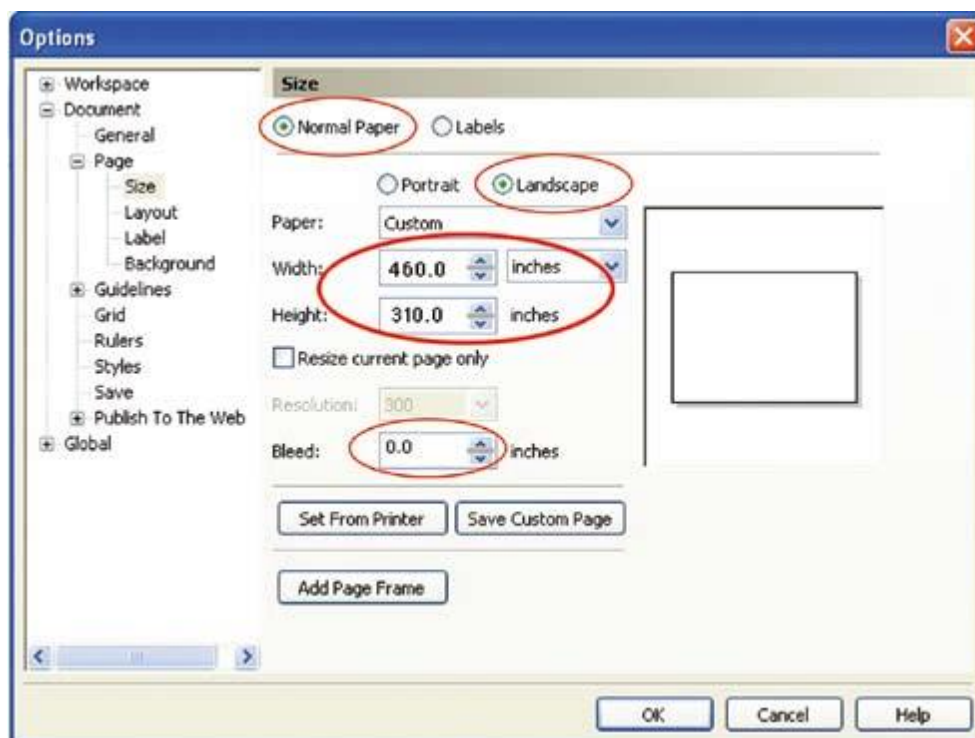 Options
Workspace
Document
General
Page
Size
Layout
Label
Background
Guidelines
Grid
Rulers
Styles
Save
Publish To The Web
Global
Size
Normal Paper Labels
Portrait Landscape
Paper: Custom
Width: 460.0 inches
Height: 310.0 inches
Resize current page only
Resolution: 300
Bleed: 0.0 inches
Set From Printer Save Custom Page
Add Page Frame
OK Cancel Help